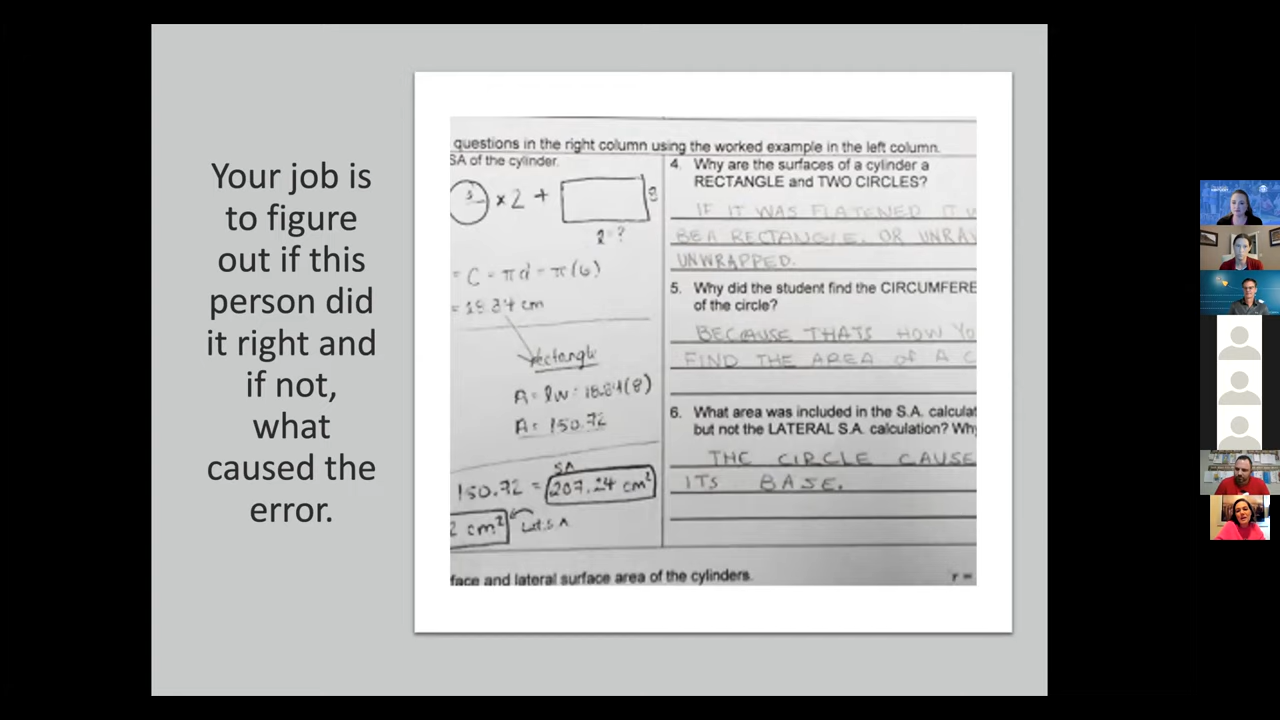 Your job is
to figure
out if this
person did
it right and
if not,
what
caused the
error.
questions in the right column using the worked example in the left column.
SA of the cylinder.
3 × 2 + 8
l = ?
= C = πd = π(6)
= 18.84 cm
rectangle
A = lw = 18.84(8)
A = 150.72
SA
150.72 = 207.24 cm²
2 cm² Lat. S.A
4. Why are the surfaces of a cylinder a
RECTANGLE and TWO CIRCLES?
IF IT WAS FLATENED IT
BE A RECTANGLE. OR UNRA
UNWRAPPED.
5. Why did the student find the CIRCUMFERE
of the circle?
BECAUSE THATS HOW YO
FIND THE AREA OF A C
6. What area was included in the S.A. calculat
but not the LATERAL S.A. calculation? Why
THE CIRCLE CAUSE
ITS BASE.
face and lateral surface area of the cylinders.
r =